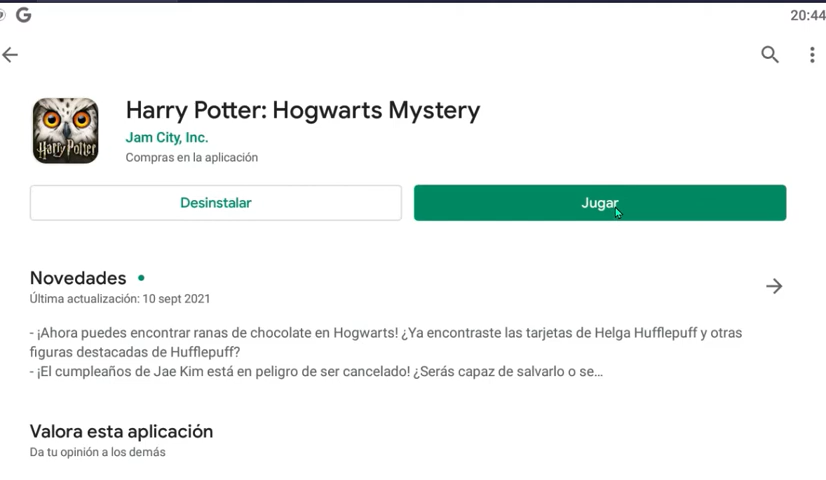 G
20:44
Harry Potter: Hogwarts Mystery
Harry Potter
Jam City, Inc.
Compras en la aplicación
Desinstalar
Jugar
Novedades
Última actualización: 10 sept 2021
- ¡Ahora puedes encontrar ranas de chocolate en Hogwarts! ¿Ya encontraste las tarjetas de Helga Hufflepuff y otras
figuras destacadas de Hufflepuff?
- ¡El cumpleaños de Jae Kim está en peligro de ser cancelado! ¿Serás capaz de salvarlo o se...
Valora esta aplicación
Da tu opinión a los demás